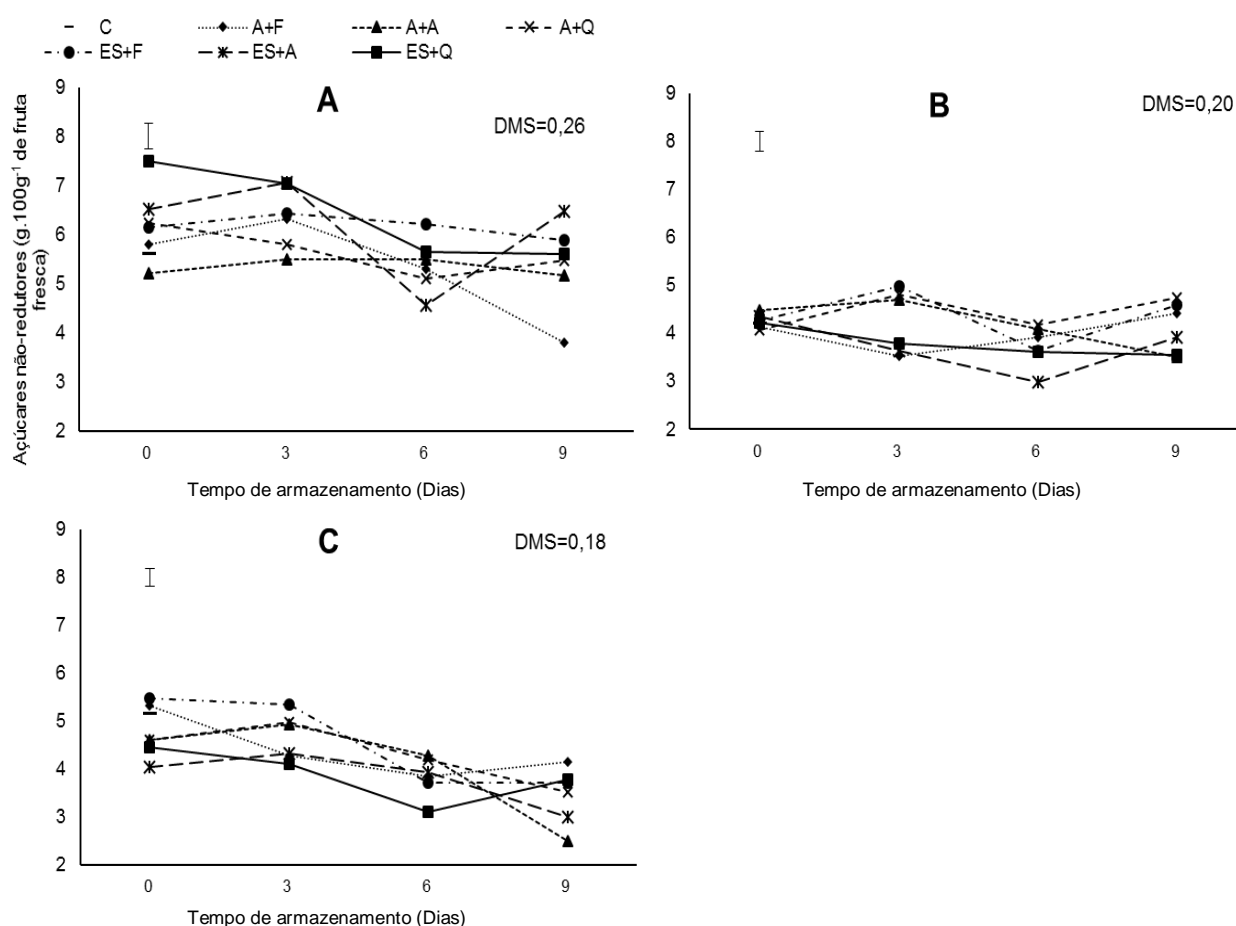 C A+F A+A A+Q
ES+F ES+A ES+Q
Açúcares não-redutores (g.100g⁻¹ de fruta
fresca)
A
DMS=0,26
9
8
7
6
5
4
3
2
0 3 6 9
Tempo de armazenamento (Dias)
B
DMS=0,20
9
8
7
6
5
4
3
2
0 3 6 9
Tempo de armazenamento (Dias)
C
DMS=0,18
9
8
7
6
5
4
3
2
0 3 6 9
Tempo de armazenamento (Dias)